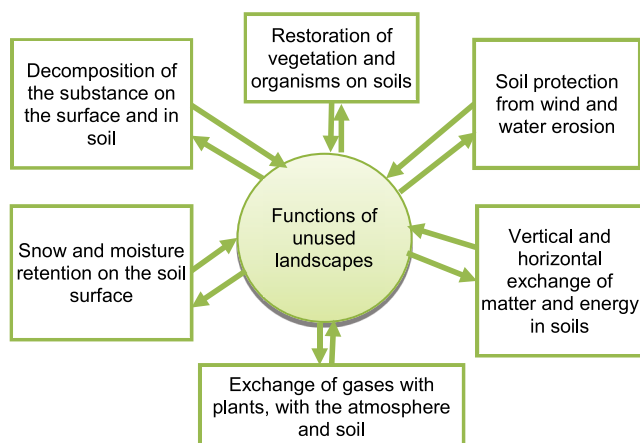 Restoration of
vegetation and
organisms on soils
Decomposition of
the substance on
the surface and in
soil
Soil protection
from wind and
water erosion
Functions of
unused
landscapes
Snow and moisture
retention on the soil
surface
Vertical and
horizontal
exchange of
matter and energy
in soils
Exchange of gases with
plants, with the atmosphere
and soil